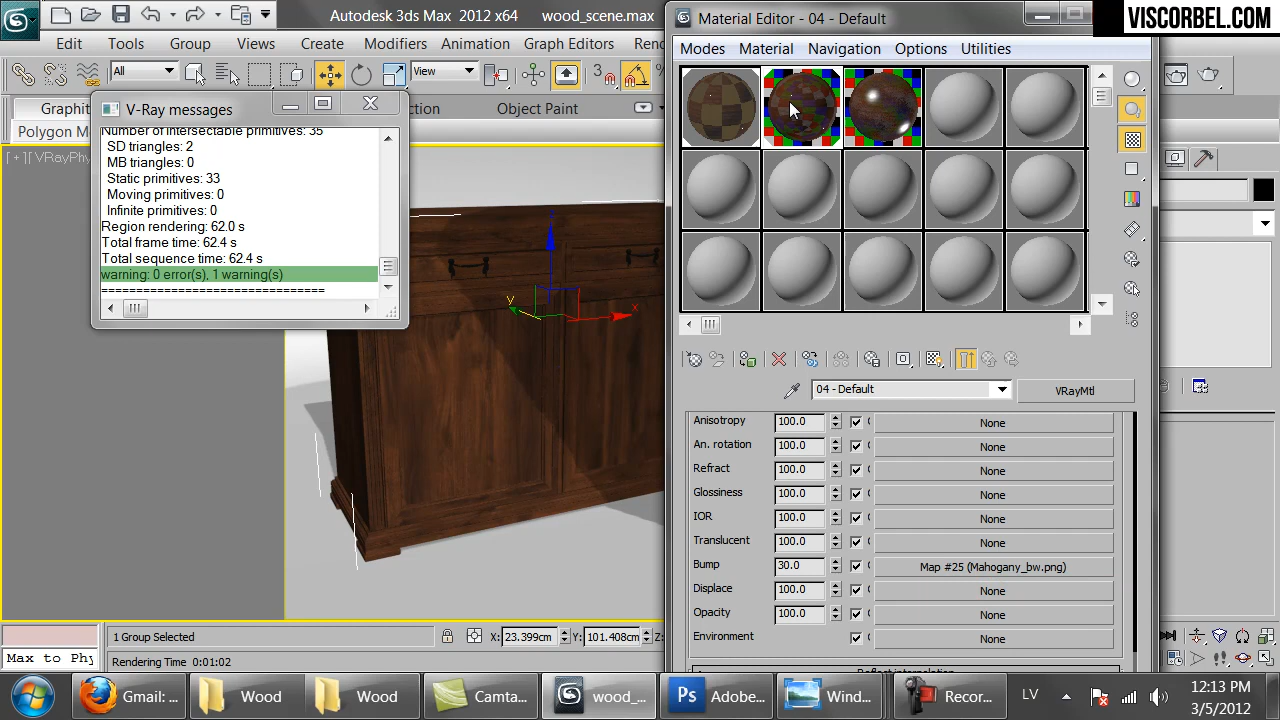 Autodesk 3ds Max 2012 x64 wood_scene.max
Material Editor - 04 - Default
VISCORBEL.COM
Edit Tools Group Views Create Modifiers Animation Graph Editors
Modes Material Navigation Options Utilities
All
View
3
Object Paint
V-Ray messages
Number of intersectable primitives: 35
SD triangles: 2
MB triangles: 0
Static primitives: 33
Moving primitives: 0
Infinite primitives: 0
Region rendering: 62.0 s
Total frame time: 62.4 s
Total sequence time: 62.4 s
warning: 0 error(s), 1 warning(s)
===============================
z
y
x
04 - Default
VRayMtl
Anisotropy 100.0 None
An. rotation 100.0 None
Refract 100.0 None
Glossiness 100.0 None
IOR 100.0 None
Translucent 100.0 None
Bump 30.0 Map #25 (Mahogany_bw.png)
Displace 100.0 None
Opacity 100.0 None
Environment None
1 Group Selected
X: 23.399cm Y: 101.408cm Z:
Max to Phy
Rendering Time 0:01:02
Gmail: ... Wood Wood Camta... wood_... Adobe... Wind... Recor...
Ps
LV
12:13 PM
3/5/2012